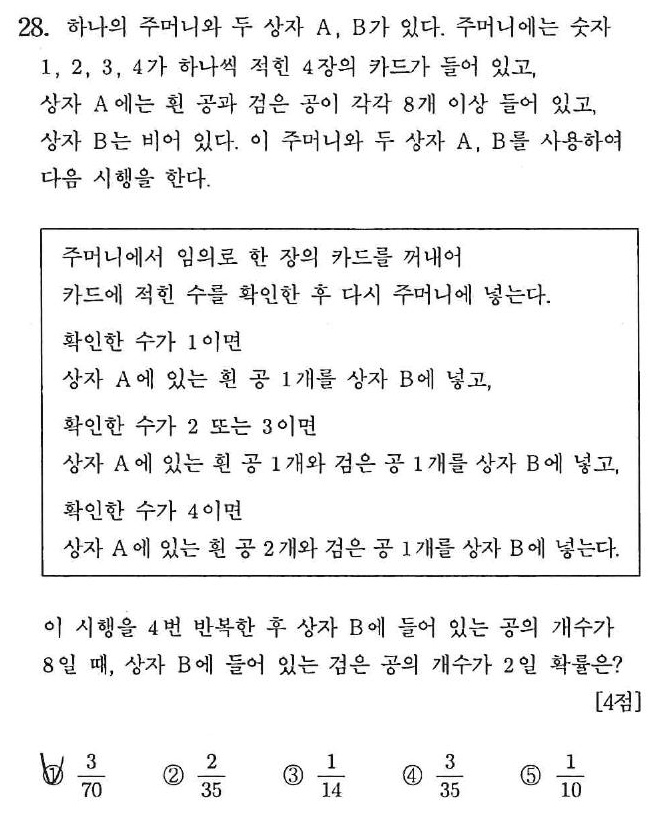 28. 하나의 주머니와 두 상자 A, B가 있다. 주머니에는 숫자
1, 2, 3, 4가 하나씩 적힌 4장의 카드가 들어 있고,
상자 A에는 흰 공과 검은 공이 각각 8개 이상 들어 있고,
상자 B는 비어 있다. 이 주머니와 두 상자 A, B를 사용하여
다음 시행을 한다.
주머니에서 임의로 한 장의 카드를 꺼내어
카드에 적힌 수를 확인한 후 다시 주머니에 넣는다.
확인한 수가 1이면
상자 A에 있는 흰 공 1개를 상자 B에 넣고,
확인한 수가 2 또는 3이면
상자 A에 있는 흰 공 1개와 검은 공 1개를 상자 B에 넣고,
확인한 수가 4이면
상자 A에 있는 흰 공 2개와 검은 공 1개를 상자 B에 넣는다.
이 시행을 4번 반복한 후 상자 B에 들어 있는 공의 개수가
8일 때, 상자 B에 들어 있는 검은 공의 개수가 2일 확률은?
[4점]
① 3/70 ② 2/35 ③ 1/14 ④ 3/35 ⑤ 1/10